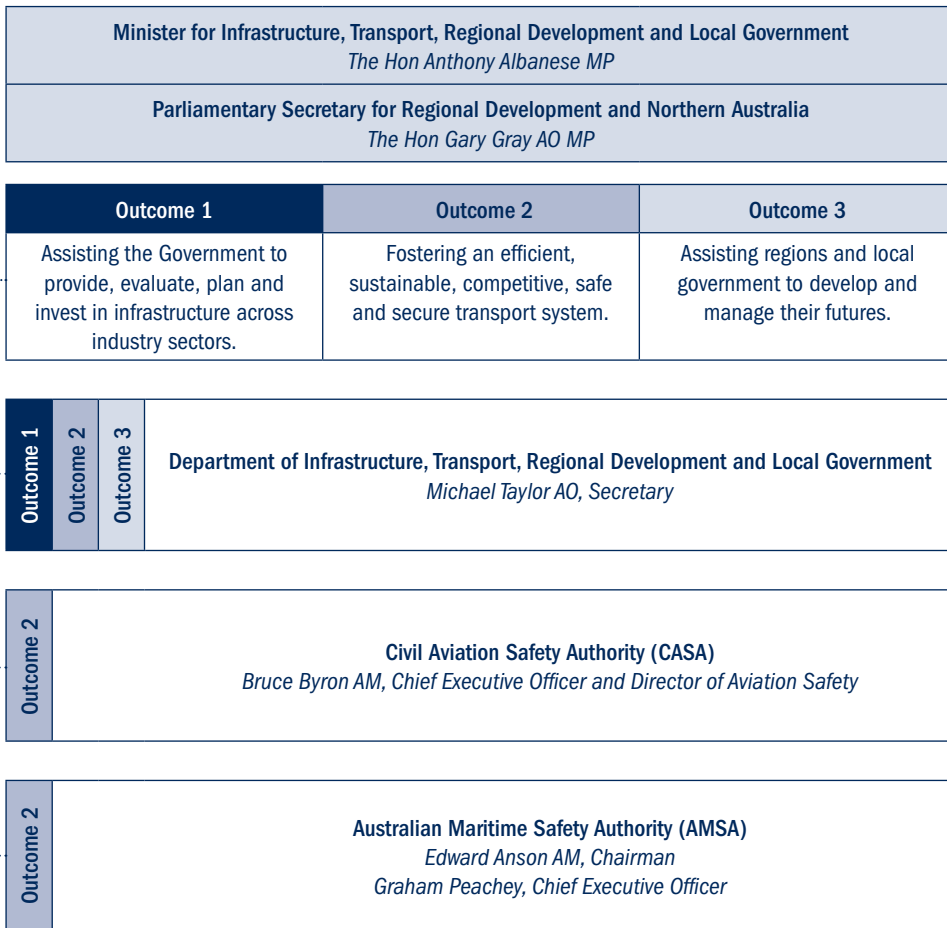 Minister for Infrastructure, Transport, Regional Development and Local Government
The Hon Anthony Albanese MP
Parliamentary Secretary for Regional Development and Northern Australia
The Hon Gary Gray AO MP
Outcome 1
Outcome 2
Outcome 3
Assisting the Government to
provide, evaluate, plan and
invest in infrastructure across
industry sectors.
Fostering an efficient,
sustainable, competitive, safe
and secure transport system.
Assisting regions and local
government to develop and
manage their futures.
Outcome 1
Outcome 2
Outcome 3
Department of Infrastructure, Transport, Regional Development and Local Government
Michael Taylor AO, Secretary
Outcome 2
Civil Aviation Safety Authority (CASA)
Bruce Byron AM, Chief Executive Officer and Director of Aviation Safety
Outcome 2
Australian Maritime Safety Authority (AMSA)
Edward Anson AM, Chairman
Graham Peachey, Chief Executive Officer